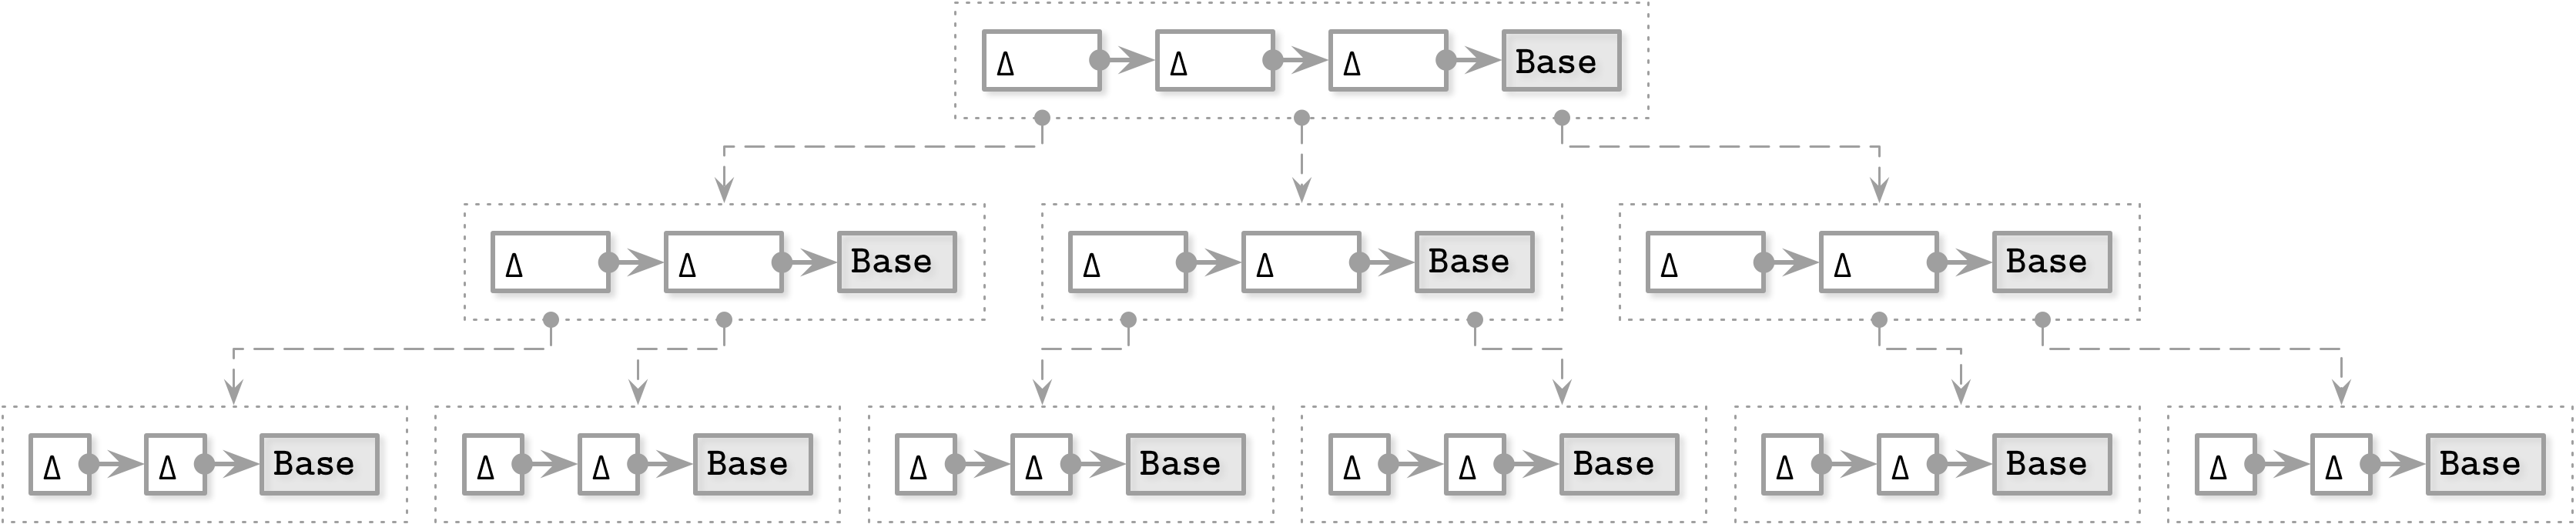 Δ Δ Δ Base
Δ Δ Base Δ Δ Base Δ Δ Base
Δ Δ Base Δ Δ Base Δ Δ Base Δ Δ Base Δ Δ Base Δ Δ Base